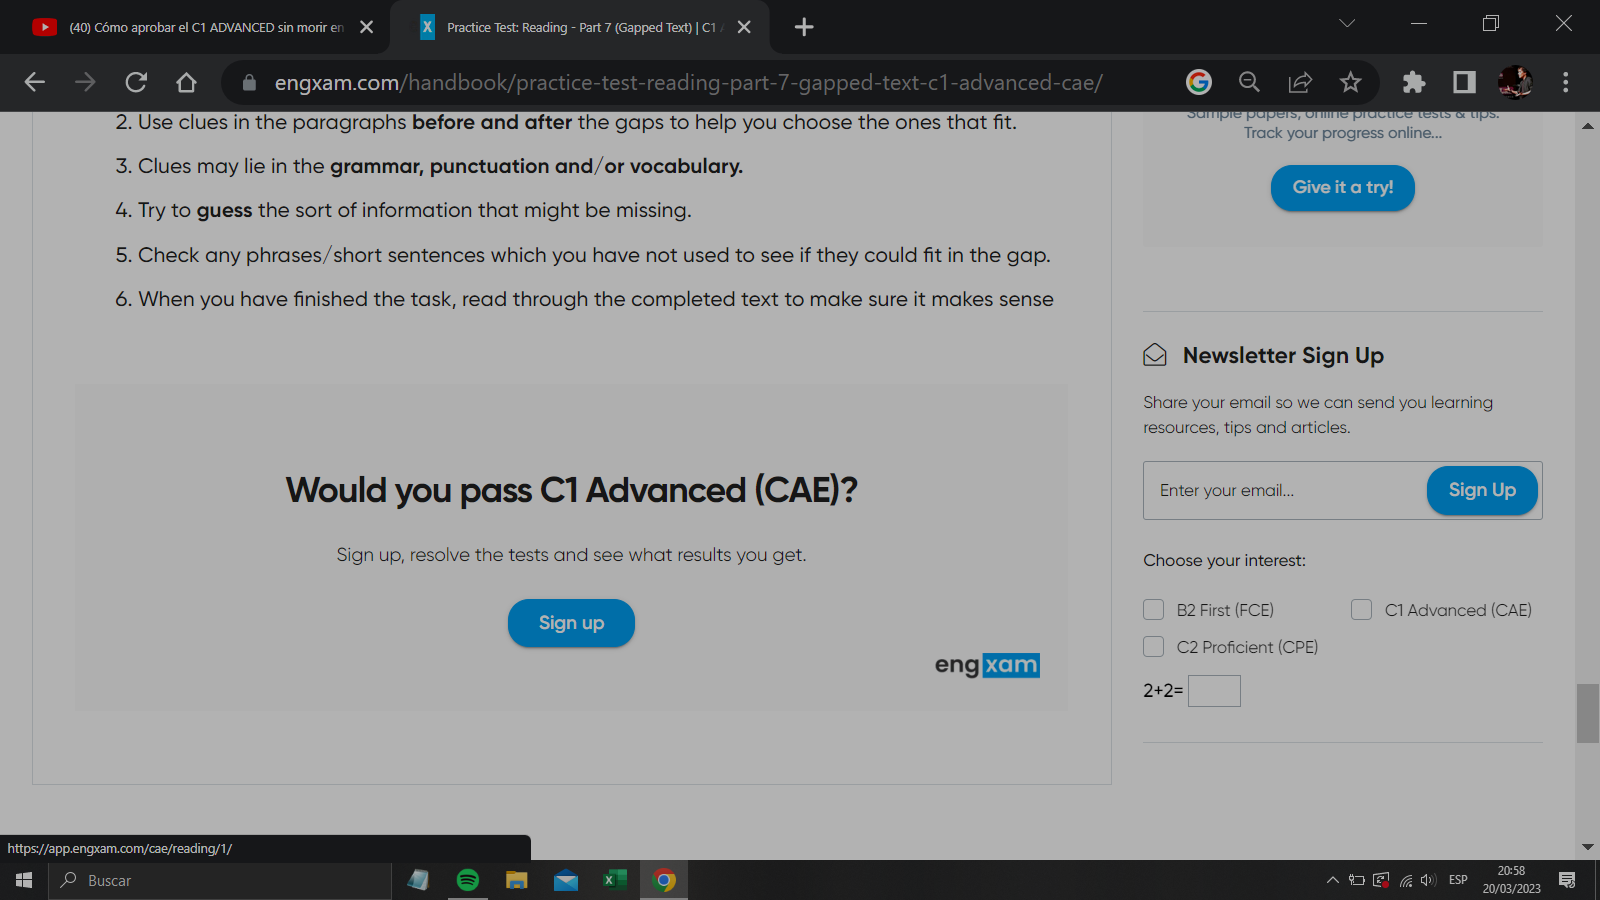 (40) Cómo aprobar el C1 ADVANCED sin morir en
X
Practice Test: Reading - Part 7 (Gapped Text) | C1
engxam.com/handbook/practice-test-reading-part-7-gapped-text-c1-advanced-cae/
2. Use clues in the paragraphs before and after the gaps to help you choose the ones that fit.
3. Clues may lie in the grammar, punctuation and/or vocabulary.
4. Try to guess the sort of information that might be missing.
5. Check any phrases/short sentences which you have not used to see if they could fit in the gap.
6. When you have finished the task, read through the completed text to make sure it makes sense
Would you pass C1 Advanced (CAE)?
Sign up, resolve the tests and see what results you get.
Sign up
engxam
Sample papers, online practice tests & tips.
Track your progress online...
Give it a try!
Newsletter Sign Up
Share your email so we can send you learning
resources, tips and articles.
Enter your email...
Sign Up
Choose your interest:
B2 First (FCE)
C1 Advanced (CAE)
C2 Proficient (CPE)
2+2=
https://app.engxam.com/cae/reading/1/
Buscar
ESP
20:58
20/03/2023